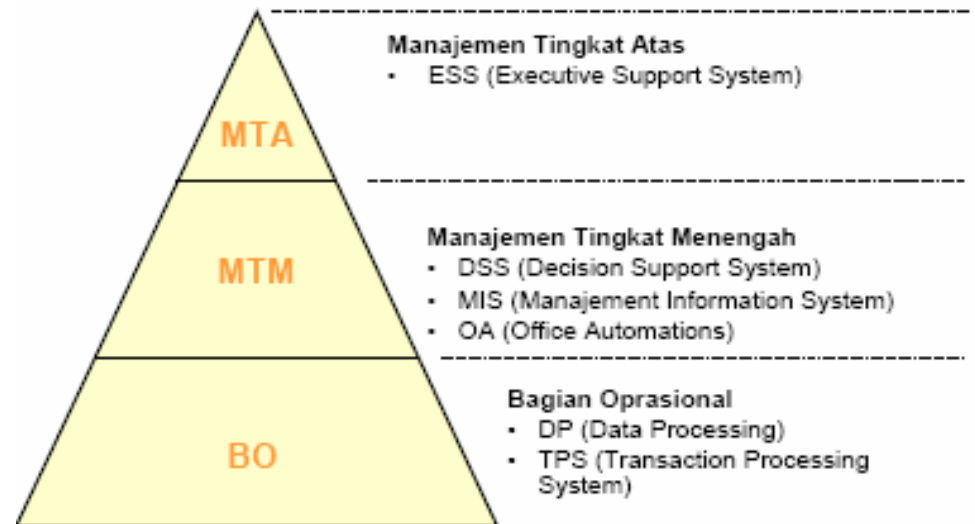 Manajemen Tingkat Atas
• ESS (Executive Support System)
MTA
Manajemen Tingkat Menengah
• DSS (Decision Support System)
• MIS (Manajement Information System)
• OA (Office Automations)
MTM
Bagian Oprasional
• DP (Data Processing)
• TPS (Transaction Processing
System)
BO